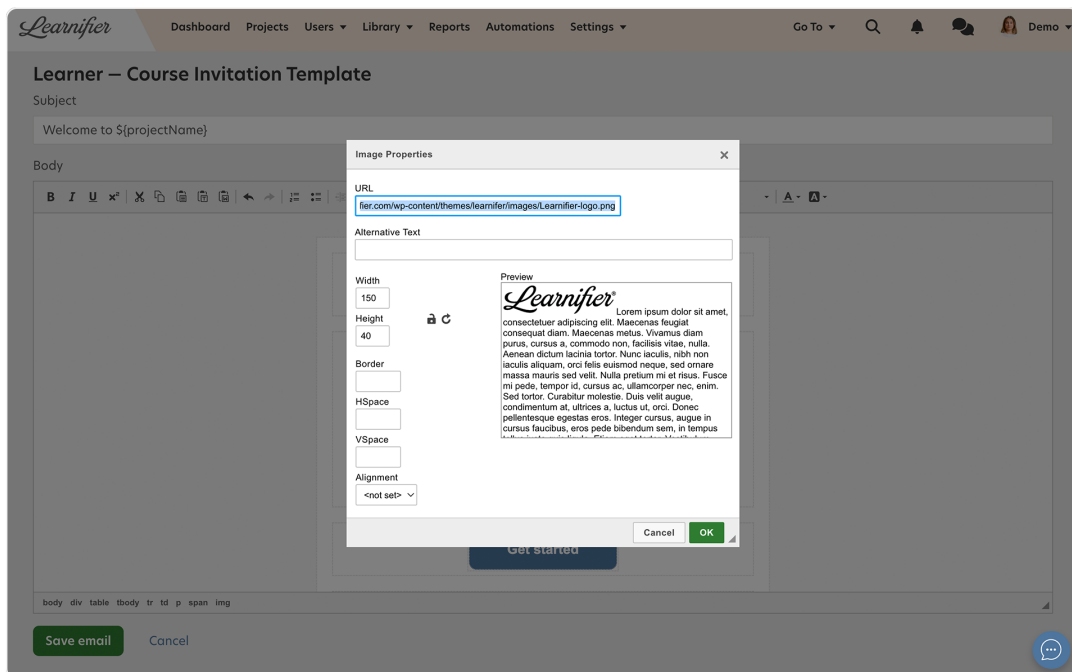 Learnifier
Dashboard Projects Users Library Reports Automations Settings Go To Demo
Learner — Course Invitation Template
Subject
Welcome to ${projectName}
Body
B I U x²
A A
Image Properties
URL
fier.com/wp-content/themes/learnifer/images/Learnifier-logo.png
Alternative Text
Width
150
Height
40
Border
HSpace
VSpace
Alignment
<not set>
Preview
Learnifier® Lorem ipsum dolor sit amet,
consectetuer adipiscing elit. Maecenas feugiat
consequat diam. Maecenas metus. Vivamus diam
purus, cursus a, commodo non, facilisis vitae, nulla.
Aenean dictum lacinia tortor. Nunc iaculis, nibh non
iaculis aliquam, orci felis euismod neque, sed ornare
massa mauris sed velit. Nulla pretium mi et risus. Fusce
mi pede, tempor id, cursus ac, ullamcorper nec, enim.
Sed tortor. Curabitur molestie. Duis velit augue,
condimentum at, ultrices a, luctus ut, orci. Donec
pellentesque egestas eros. Integer cursus, augue in
cursus faucibus, eros pede bibendum sem, in tempus
Cancel OK
Get started
body div table tbody tr td p span img
Save email Cancel